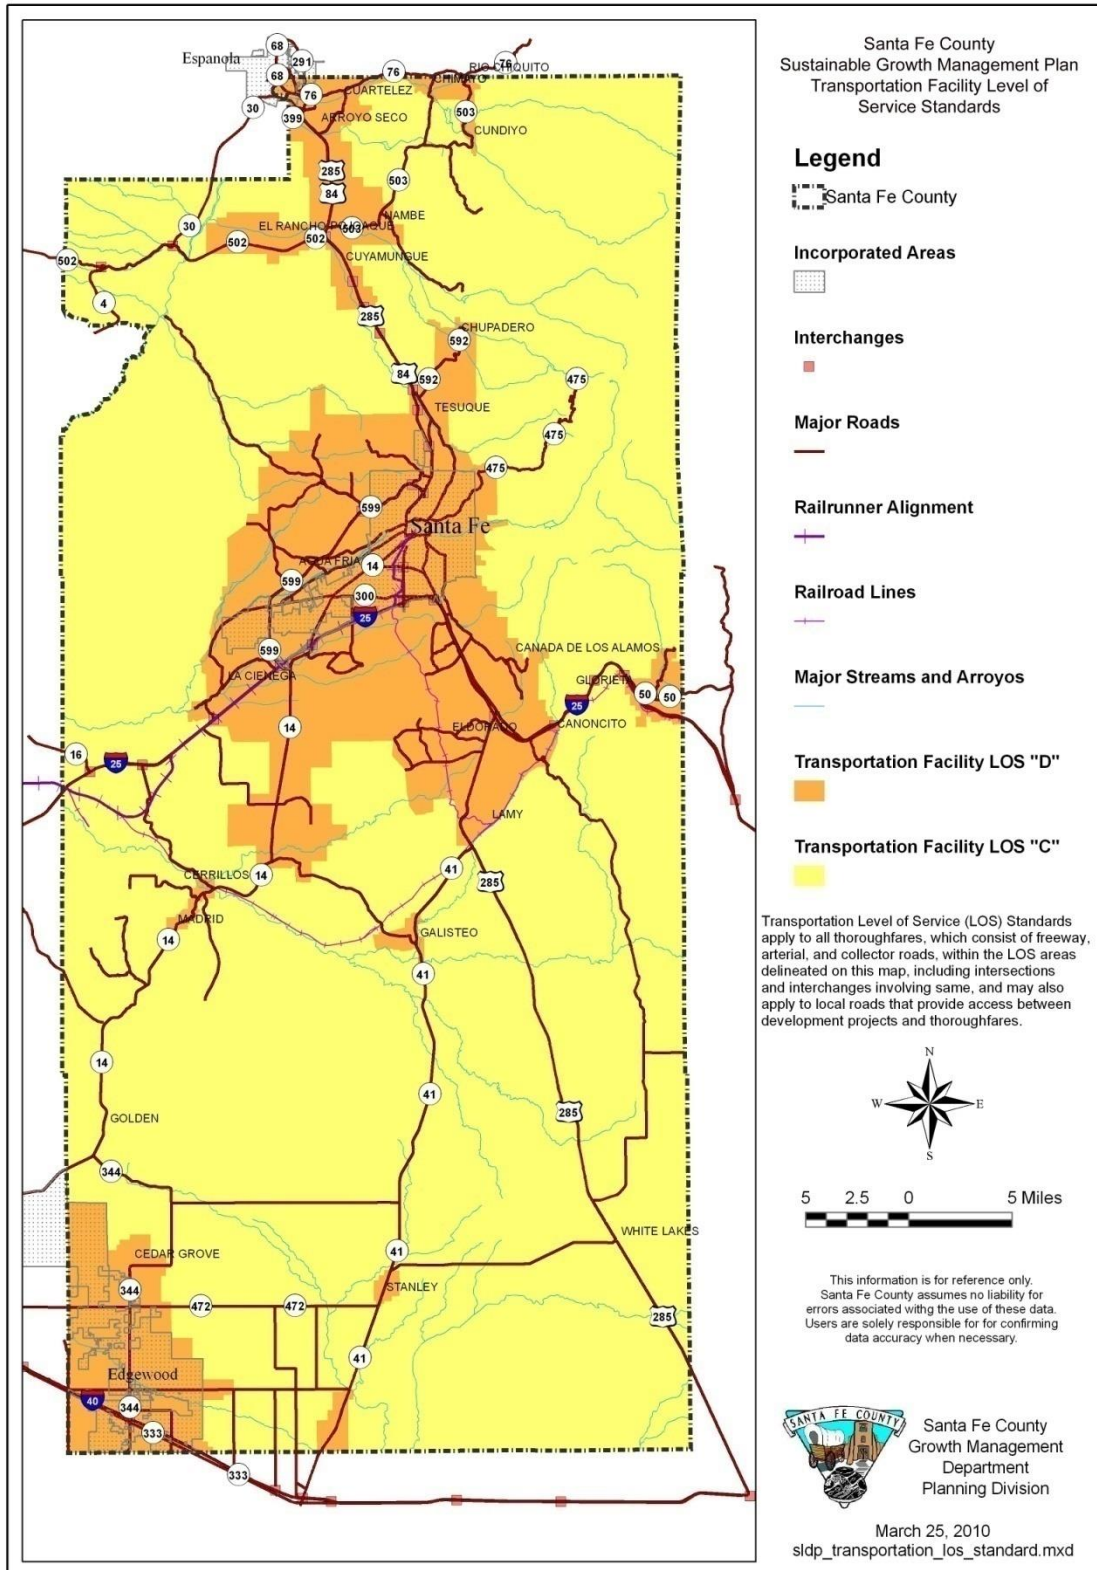 Santa Fe County
Sustainable Growth Management Plan
Transportation Facility Level of
Service Standards
Legend
Santa Fe County
Incorporated Areas
Interchanges
Major Roads
Railrunner Alignment
Railroad Lines
Major Streams and Arroyos
Transportation Facility LOS "D"
Transportation Facility LOS "C"
Transportation Level of Service (LOS) Standards
apply to all thoroughfares, which consist of freeway,
arterial, and collector roads, within the LOS areas
delineated on this map, including intersections
and interchanges involving same, and may also
apply to local roads that provide access between
development projects and thoroughfares.
N
W
E
S
5 2.5 0 5 Miles
This information is for reference only.
Santa Fe County assumes no liability for
errors associated withg the use of these data.
Users are solely responsible for for confirming
data accuracy when necessary.
SANTA FE COUNTY
Santa Fe County
Growth Management
Department
Planning Division
March 25, 2010
sldp_transportation_los_standard.mxd
68
Espanola
291
68
76
RIO CHIQUITO
76
CHIMAYO
76
CUARTELEZ
30
399
ARROYO SECO
503
CUNDIYO
285
503
84
30
NAMBE
EL RANCHO
POJOAQUE
503
502
502
502
CUYAMUNGUE
4
285
CHUPADERO
592
84
592
475
TESUQUE
475
475
599
Santa Fe
AGUA FRIA
14
599
300
25
599
CANADA DE LOS ALAMOS
LA CIENEGA
GLORIETA
50
50
25
14
ELDORADO
CANONCITO
16
25
LAMY
41
CERRILLOS
14
285
MADRID
14
GALISTEO
41
14
41
285
GOLDEN
344
WHITE LAKES
41
CEDAR GROVE
344
STANLEY
472
472
285
41
Edgewood
40
344
333
333